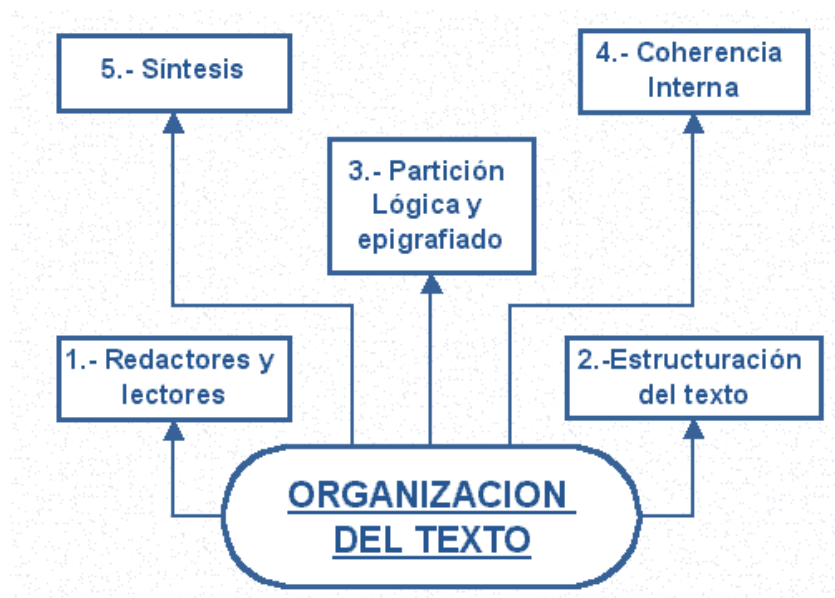 5.- Síntesis
4.- Coherencia
Interna
3.- Partición
Lógica y
epigrafiado
1.- Redactores y
lectores
2.-Estructuración
del texto
ORGANIZACION
DEL TEXTO